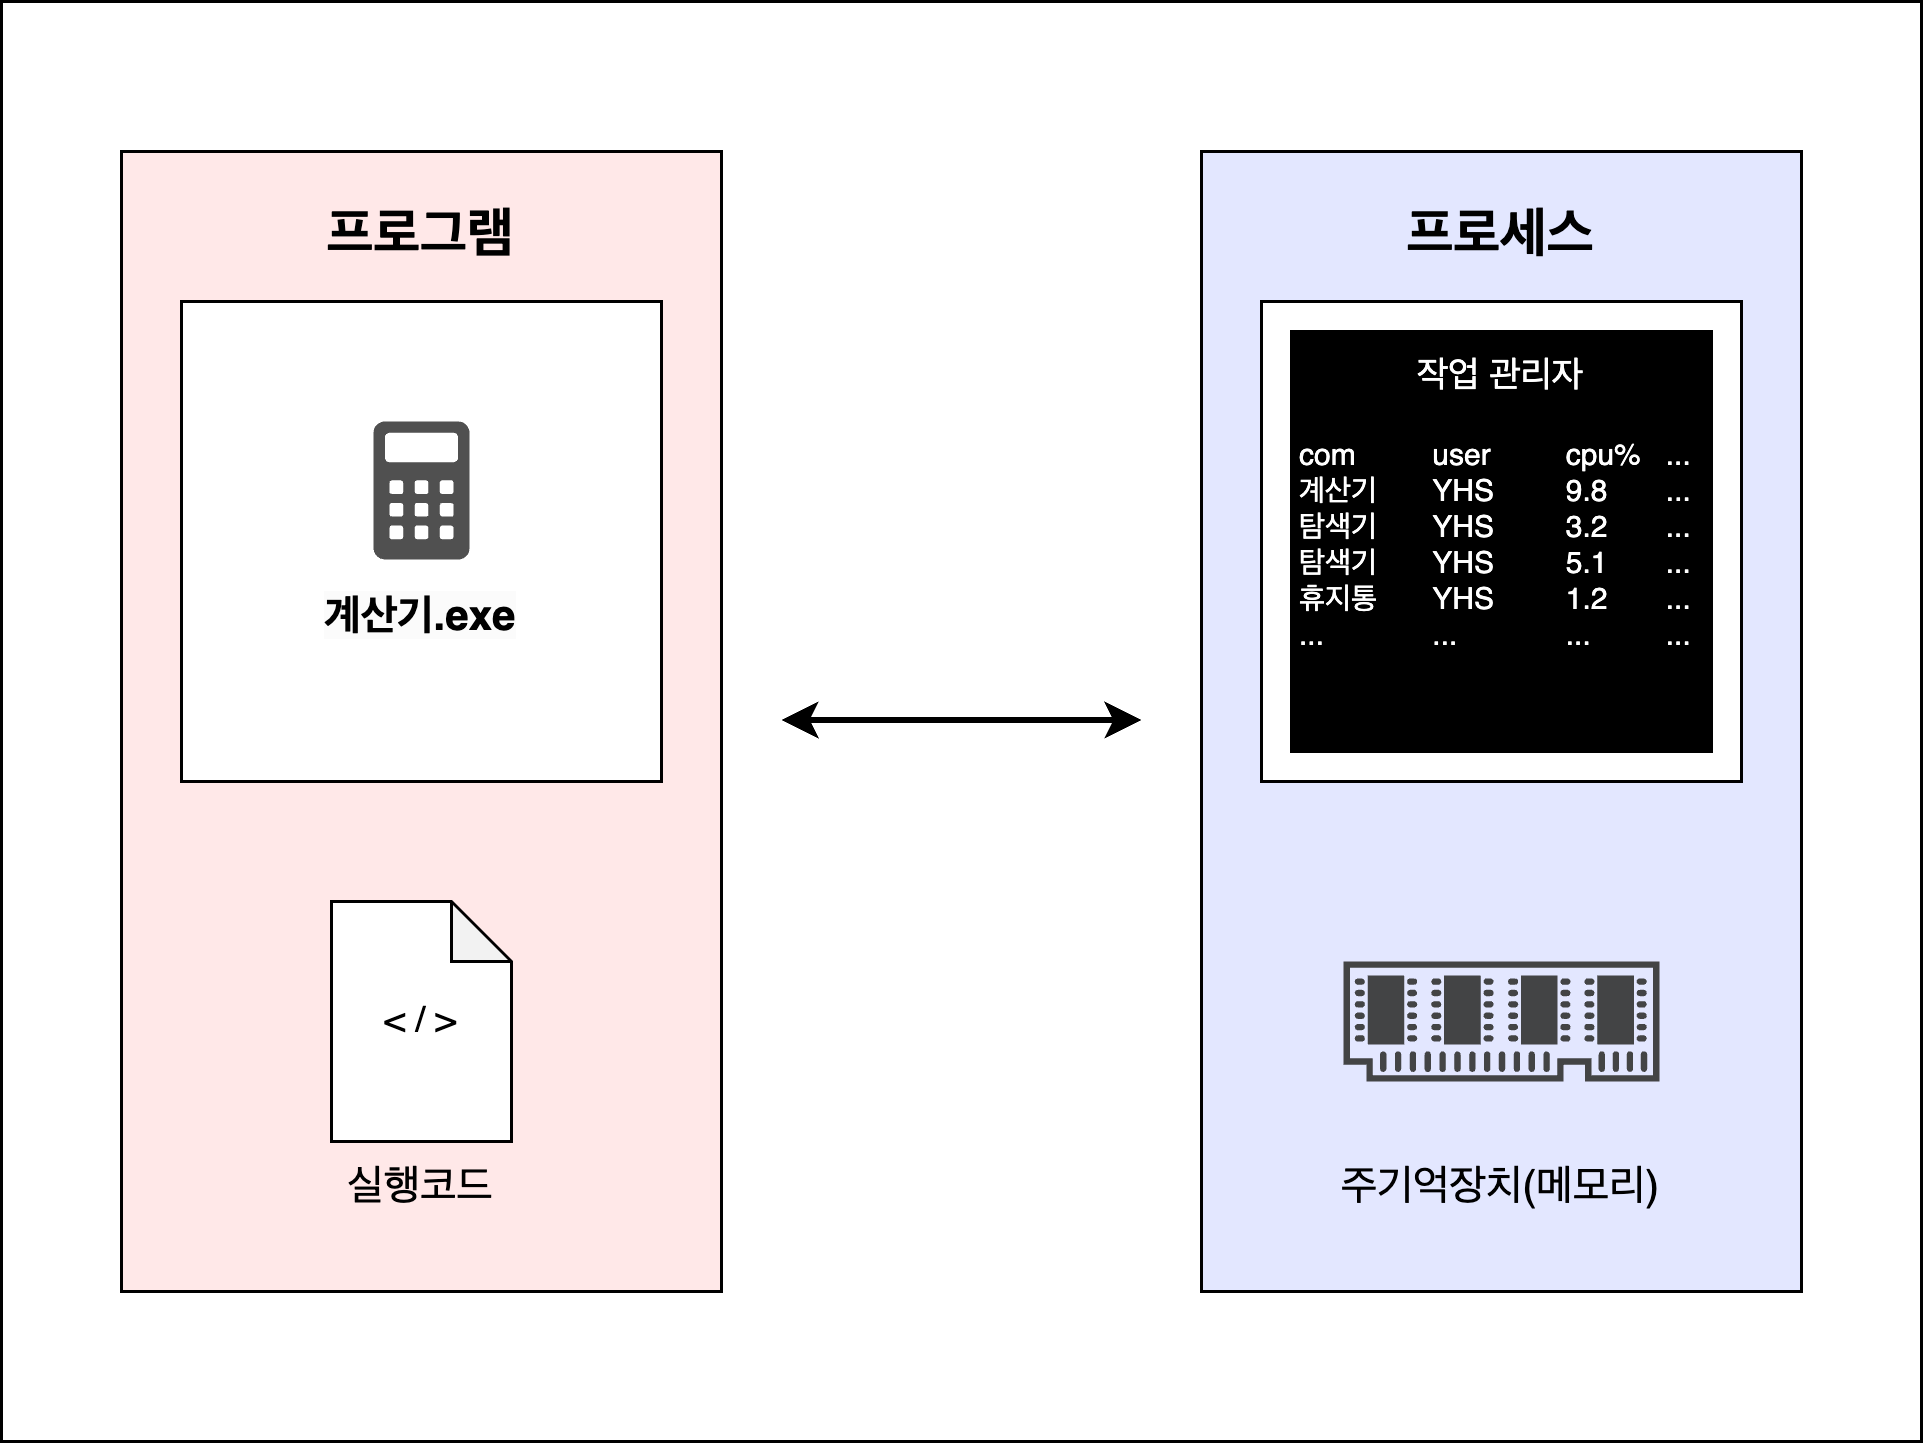 프로그램
계산기.exe
</>
실행코드
프로세스
작업 관리자
com user cpu% ...
계산기 YHS 9.8 ...
탐색기 YHS 3.2 ...
탐색기 YHS 5.1 ...
휴지통 YHS 1.2 ...
... ... ... ...
주기억장치(메모리)